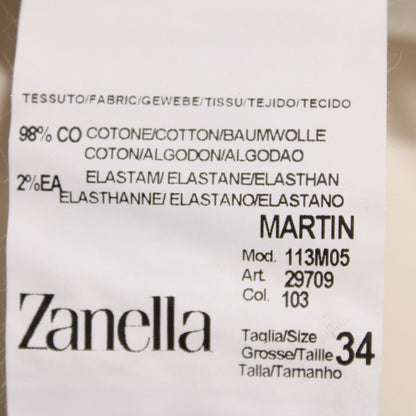 TESSUTO/FABRIC/GEWEBE/TISSU/TEJIDO/TECIDO
98% CO COTONE/COTTON/BAUMWOLLE
COTON/ALGODON/ALGODAO
2%EA ELASTAM/ELASTANE/ELASTHAN
ELASTHANNE/ELASTANO/ELASTANO
MARTIN
Mod. 113M05
Art. 29709
Col. 103
Zanella
Taglia/Size
Grosse/Taille 34
Talla/Tamanho